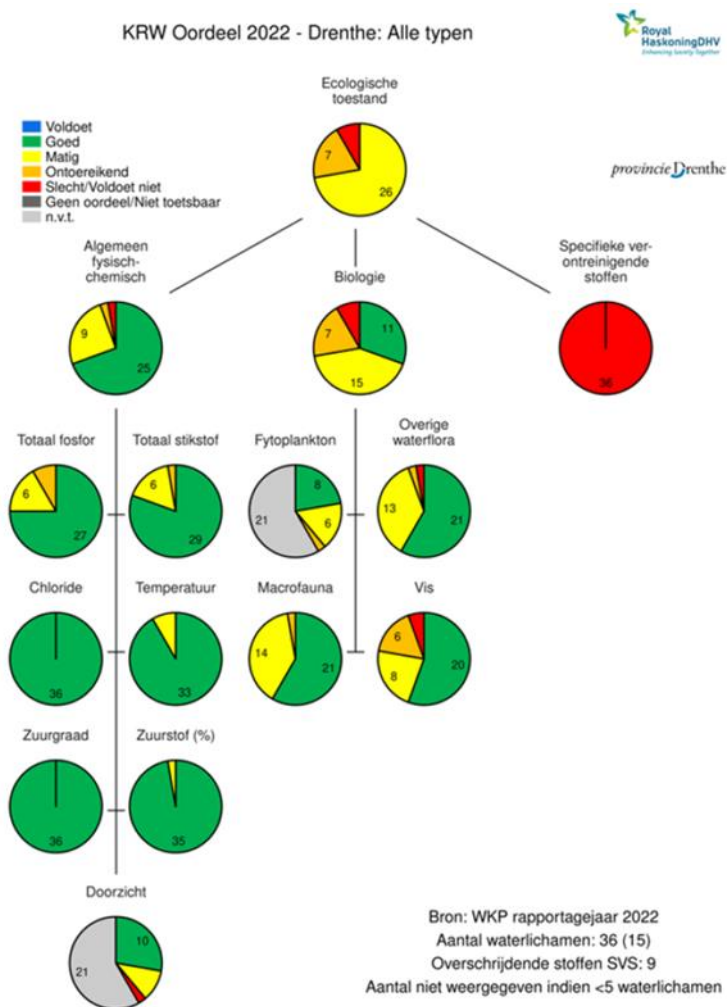 KRW Oordeel 2022 - Drenthe: Alle typen
Royal
HaskoningDHV
Enhancing Society Together
Ecologische
toestand
Voldoet
Goed
Matig
Ontoereikend
Slecht/Voldoet niet
Geen oordeel/Niet toetsbaar
n.v.t.
7
26
provincie Drenthe
Algemeen
fysisch-
chemisch
Biologie
Specifieke ver-
ontreinigende
stoffen
9
25
7
11
15
36
Totaal fosfor
Totaal stikstof
Fytoplankton
Overige
waterflora
6
27
6
29
21
8
6
13
21
Chloride
Temperatuur
Macrofauna
Vis
36
33
14
21
6
8
20
Zuurgraad
Zuurstof (%)
36
35
Doorzicht
21
10
Bron: WKP rapportagejaar 2022
Aantal waterlichamen: 36 (15)
Overschrijdende stoffen SVS: 9
Aantal niet weergegeven indien <5 waterlichamen